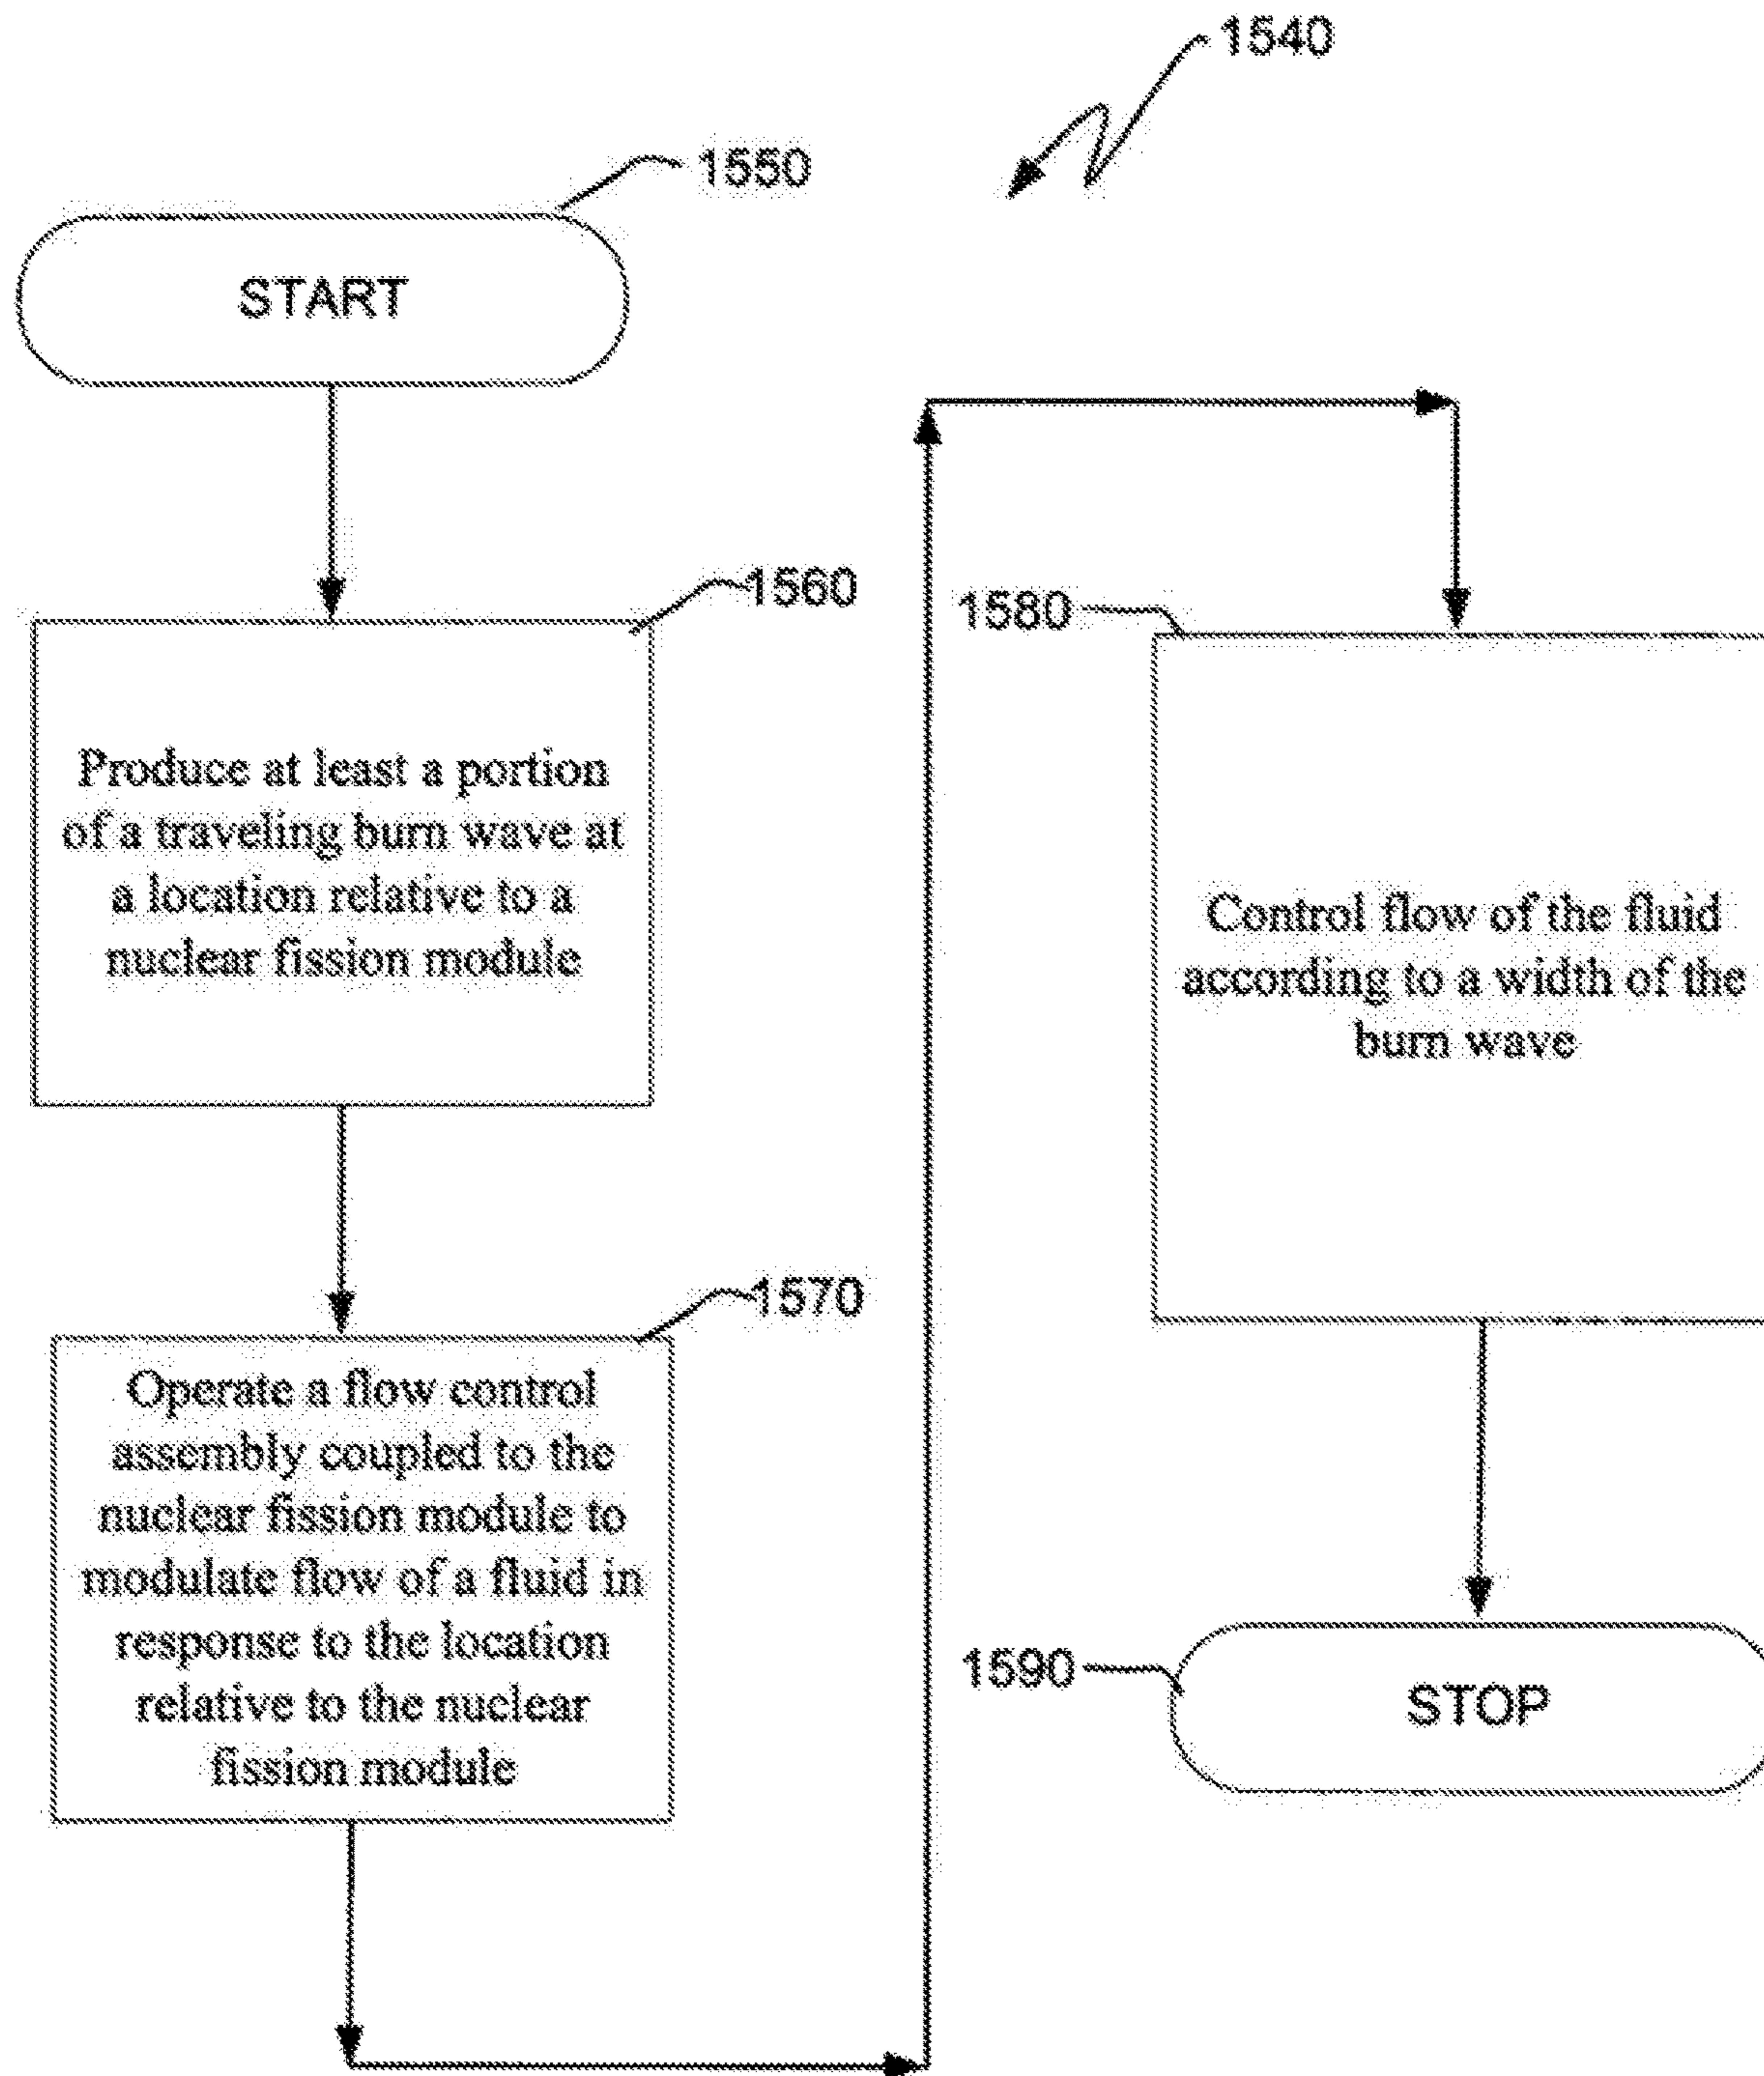 1540
1550
START
1560
Produce at least a portion
of a traveling burn wave at
a location relative to a
nuclear fission module
1570
Operate a flow control
assembly coupled to the
nuclear fission module to
modulate flow of a fluid in
response to the location
relative to the nuclear
fission module
1580
Control flow of the fluid
according to a width of the
burn wave
1590
STOP